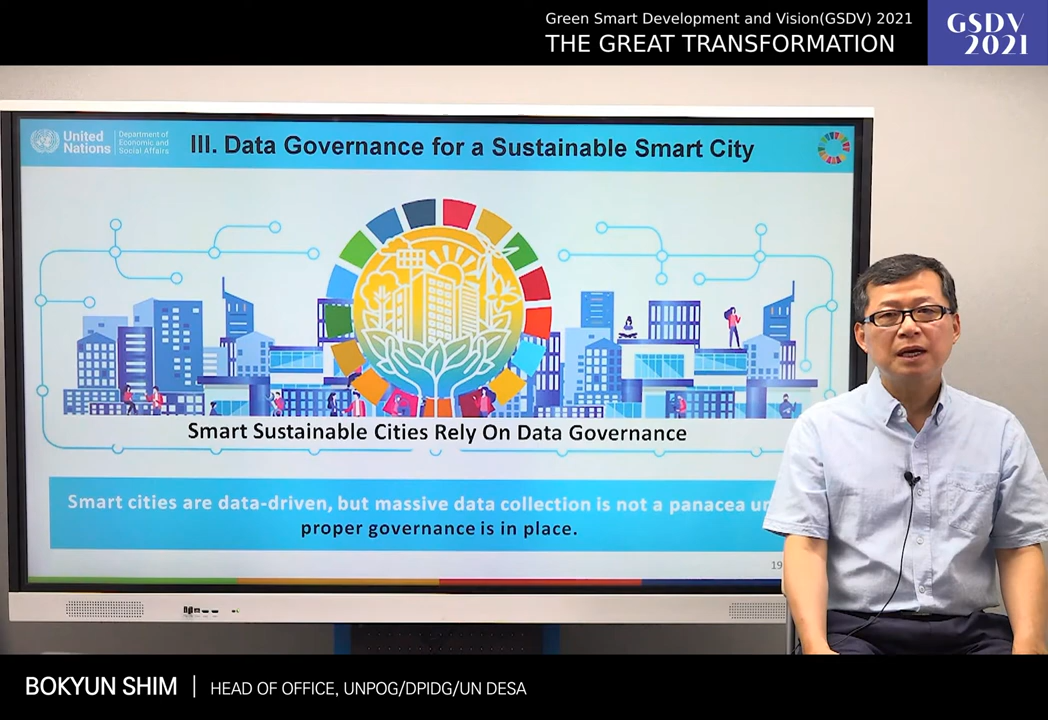 Green Smart Development and Vision(GSDV) 2021
THE GREAT TRANSFORMATION
GSDV
2021
United
Nations
Department of
Economic and
Social Affairs
III. Data Governance for a Sustainable Smart City
Smart Sustainable Cities Rely On Data Governance
Smart cities are data-driven, but massive data collection is not a panacea
proper governance is in place.
19
BOKYUN SHIM | HEAD OF OFFICE, UNPOG/DPIDG/UN DESA